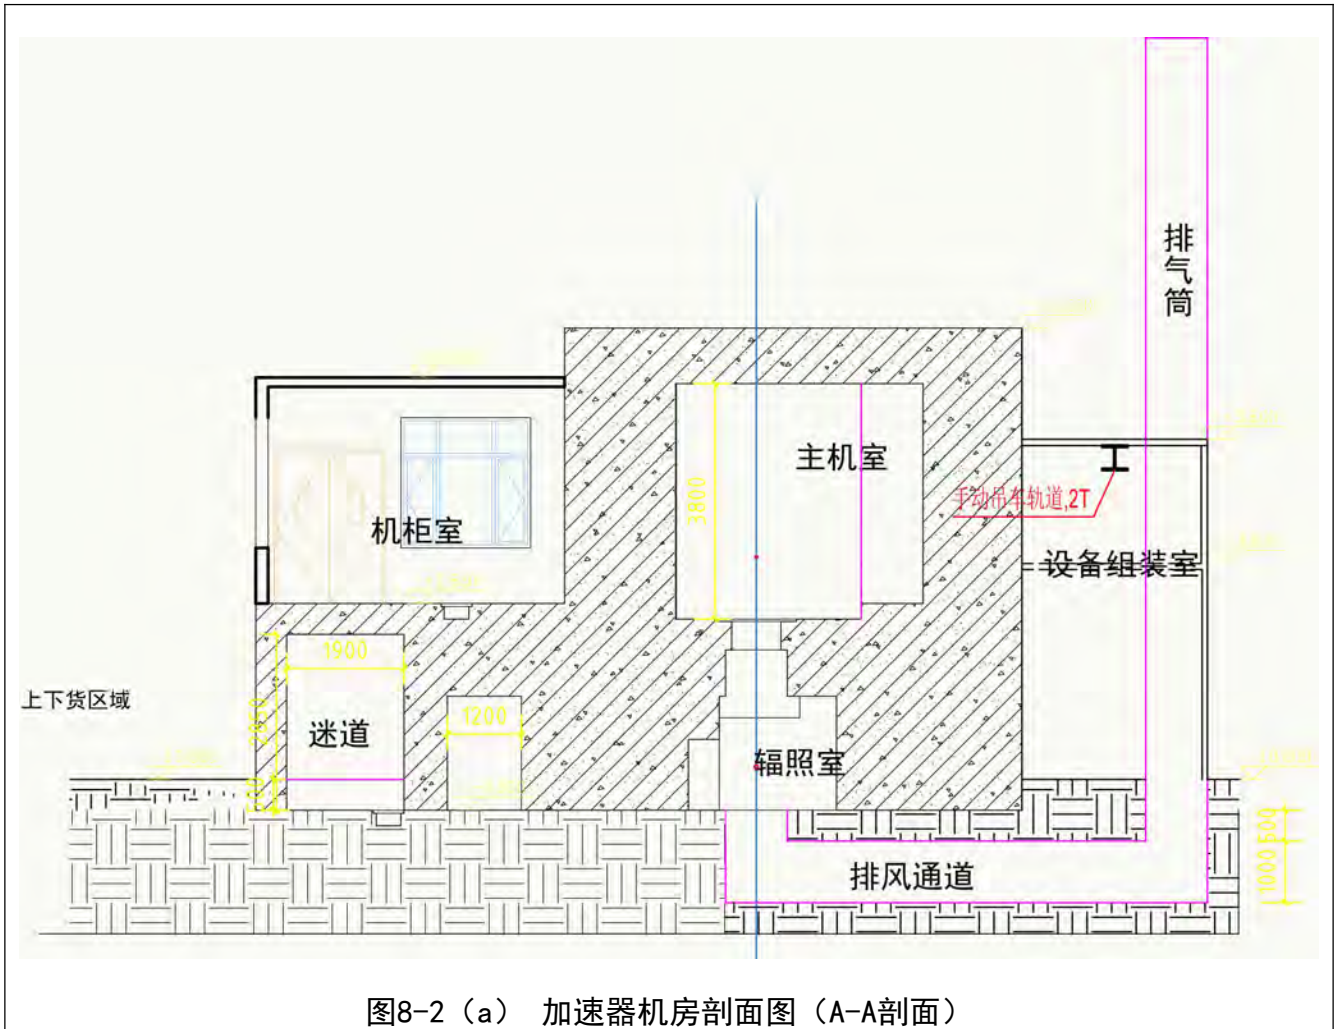 排气筒
主机室
3800
手动吊车轨道,2T
机柜室
设备组装室
1900
上下货区域
迷道
1200
辐照室
500
排风通道
1000
图8-2（a） 加速器机房剖面图（A-A剖面）